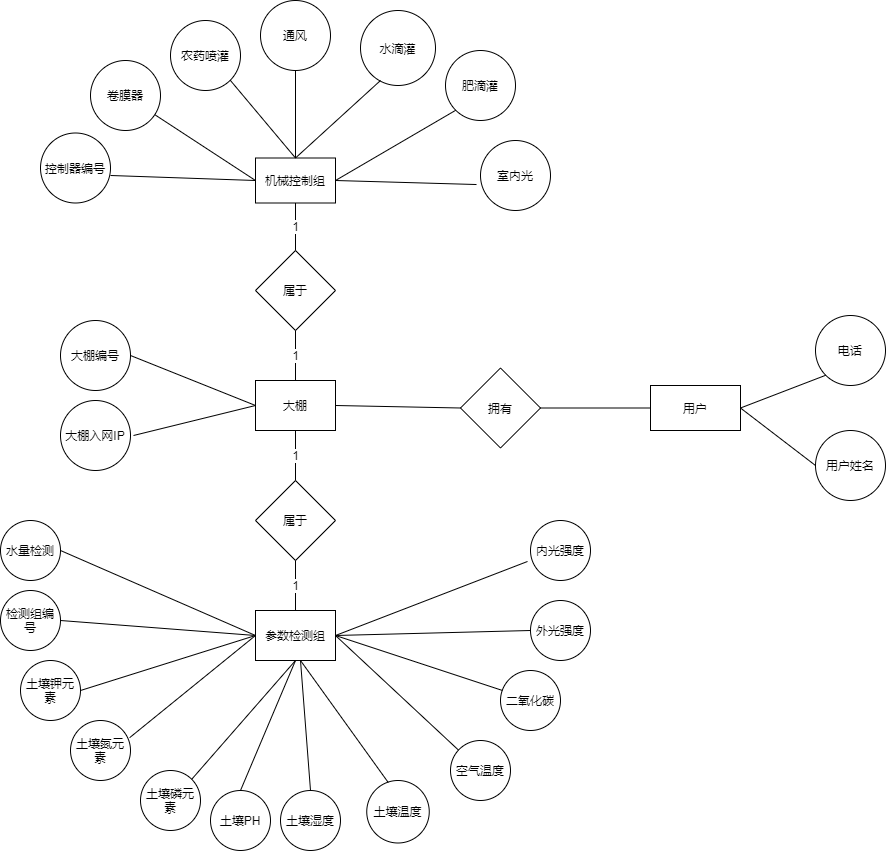 通风
水滴灌
农药喷灌
肥滴灌
卷膜器
控制器编号
机械控制组
室内光
1
属于
1
大棚编号
电话
大棚
拥有
用户
大棚入网IP
1
用户姓名
属于
水量检测
内光强度
1
检测组编
号
参数检测组
外光强度
土壤钾元
素
二氧化碳
土壤氮元
素
空气温度
土壤磷元
素
土壤PH
土壤湿度
土壤温度